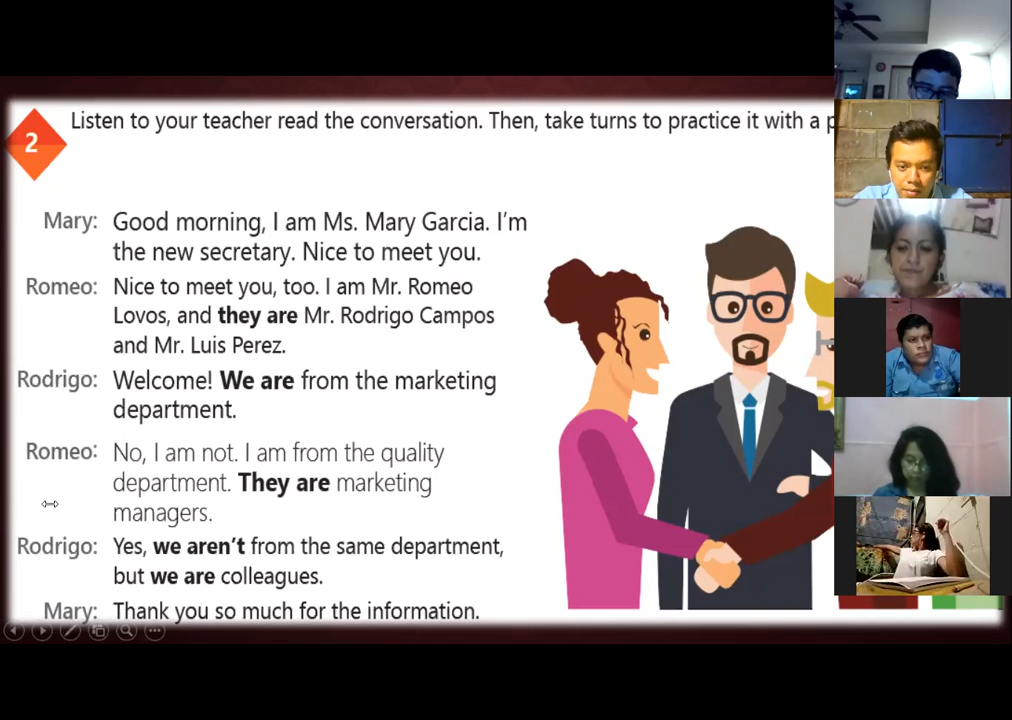 2
Listen to your teacher read the conversation. Then, take turns to practice it with a
Mary: Good morning, I am Ms. Mary Garcia. I'm
the new secretary. Nice to meet you.
Romeo: Nice to meet you, too. I am Mr. Romeo
Lovos, and they are Mr. Rodrigo Campos
and Mr. Luis Perez.
Rodrigo: Welcome! We are from the marketing
department.
Romeo: No, I am not. I am from the quality
department. They are marketing
managers.
Rodrigo: Yes, we aren't from the same department,
but we are colleagues.
Mary: Thank you so much for the information.